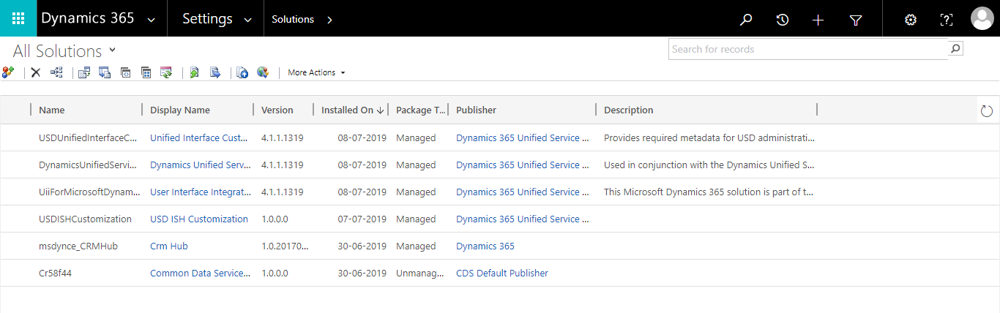 Dynamics 365 Settings Solutions
All Solutions
Search for records
More Actions
Name Display Name Version Installed On Package T... Publisher Description
USDUnifiedInterfaceC... Unified Interface Cust... 4.1.1.1319 08-07-2019 Managed Dynamics 365 Unified Service ... Provides required metadata for USD administrati...
DynamicsUnifiedServi... Dynamics Unified Serv... 4.1.1.1319 08-07-2019 Managed Dynamics 365 Unified Service ... Used in conjunction with the Dynamics Unified S...
UiiForMicrosoftDynam... User Interface Integrat... 4.1.1.1319 08-07-2019 Managed Dynamics 365 Unified Service ... This Microsoft Dynamics 365 solution is part of t...
USDISHCustomization USD ISH Customization 1.0.0.0 07-07-2019 Managed Dynamics 365 Unified Service ...
msdynce_CRMHub Crm Hub 1.0.20170... 30-06-2019 Managed Dynamics 365
Cr58f44 Common Data Service... 1.0.0.0 30-06-2019 Unmanag... CDS Default Publisher